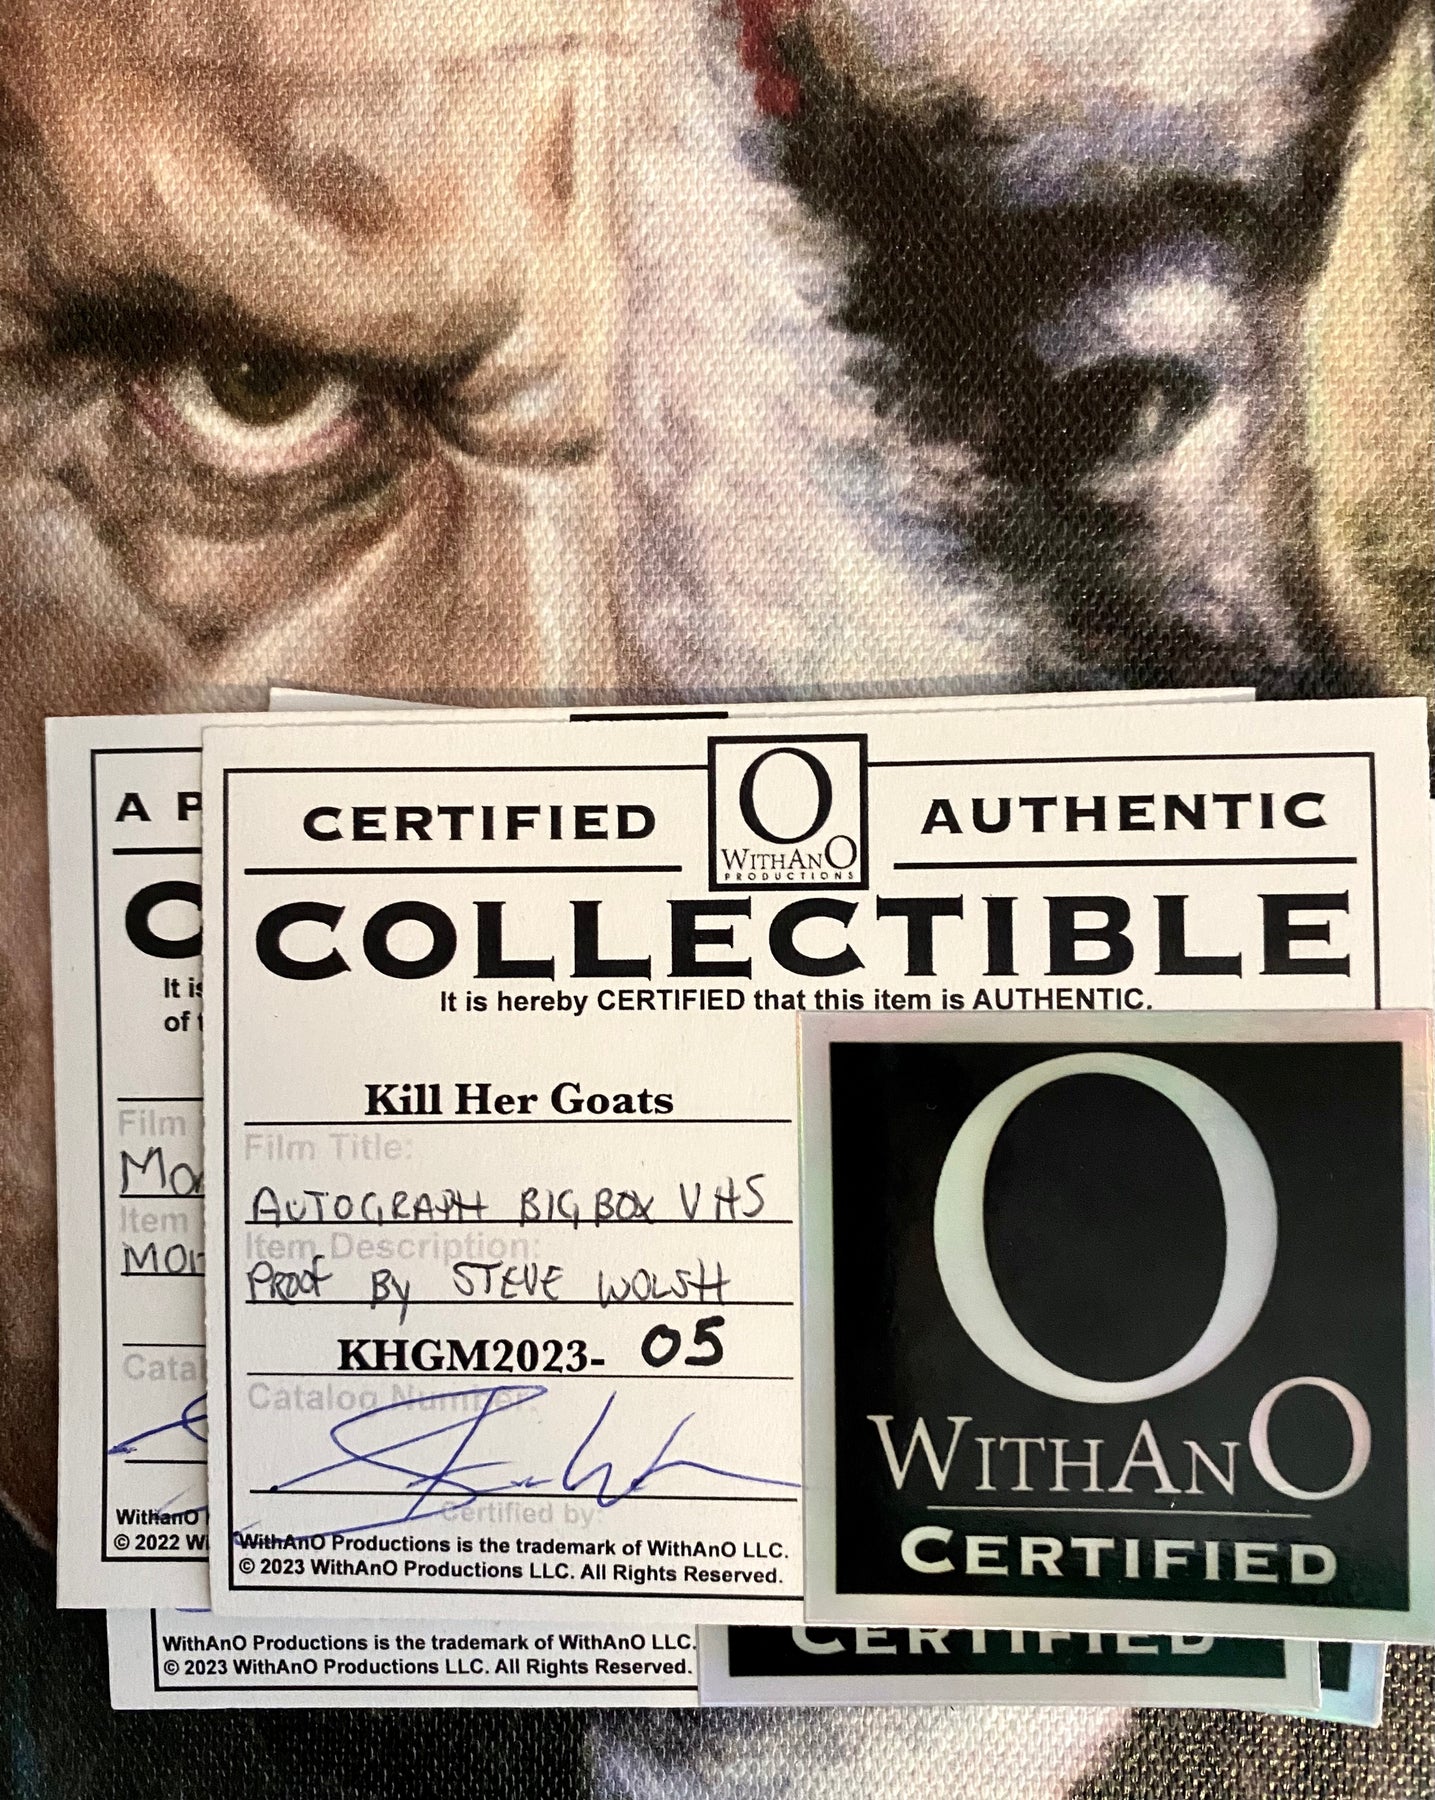 A P
C
It is
of t
Film
Mo
Item
MOI
Catal
WithanO
© 2022 Wi
CERTIFIED
O
WITHANO
PRODUCTIONS
AUTHENTIC
COLLECTIBLE
It is hereby CERTIFIED that this item is AUTHENTIC.
Kill Her Goats
Film Title:
AUTOGRAPH BIG BOX VHS
Item Description:
PROOF BY STEVE WOLSH
KHGM2023- 05
Catalog Number:
Certified by:
WithAnO Productions is the trademark of WithAnO LLC.
© 2023 WithAnO Productions LLC. All Rights Reserved.
O
WITHANO
CERTIFIED
WithAnO Productions is the trademark of WithAnO LLC.
© 2023 WithAnO Productions LLC. All Rights Reserved.
CERTIFIED